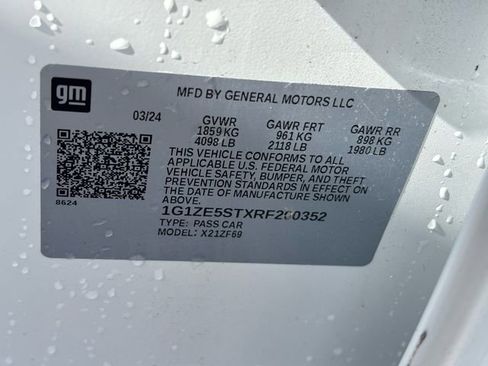 gm
MFD BY GENERAL MOTORS LLC
03/24 GVWR GAWR FRT GAWR RR
1859 KG 961 KG 898 KG
4098 LB 2118 LB 1980 LB
THIS VEHICLE CONFORMS TO ALL
APPLICABLE U.S. FEDERAL MOTOR
VEHICLE SAFETY, BUMPER, AND THEFT
PREVENTION STANDARDS IN EFFECT ON
THE DATE OF MANUFACTURE SHOWN
ABOVE.
8624
TYPE: PASS CAR
MODEL: X21ZF69